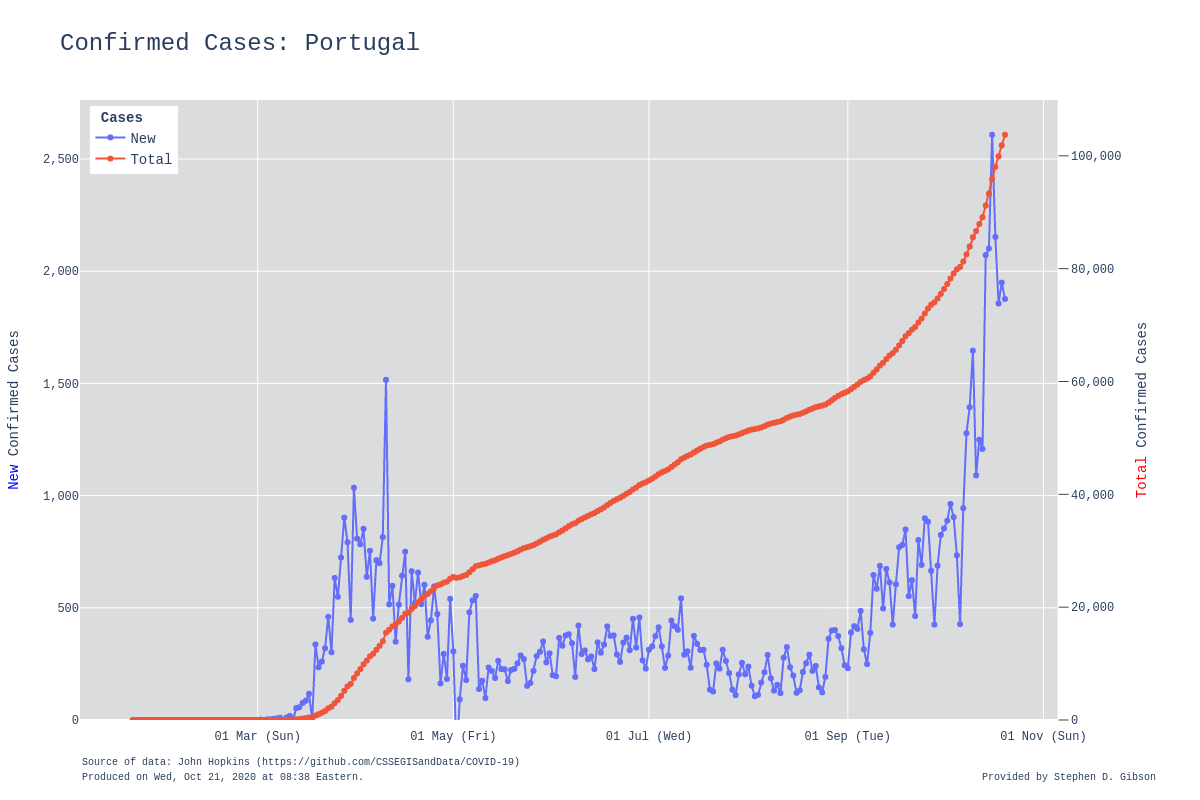 Confirmed Cases: Portugal
Cases
New
Total
2,500
2,000
1,500
1,000
500
0
100,000
80,000
60,000
40,000
20,000
0
New Confirmed Cases
Total Confirmed Cases
01 Mar (Sun)
01 May (Fri)
01 Jul (Wed)
01 Sep (Tue)
01 Nov (Sun)
Source of data: John Hopkins (https://github.com/CSSEGISandData/COVID-19)
Produced on Wed, Oct 21, 2020 at 08:38 Eastern.
Provided by Stephen D. Gibson